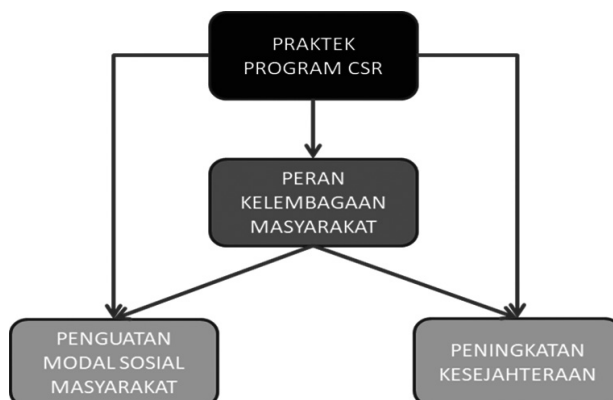 PRAKTEK
PROGRAM CSR
PERAN
KELEMBAGAAN
MASYARAKAT
PENGUATAN
MODAL SOSIAL
MASYARAKAT
PENINGKATAN
KESEJAHTERAAN